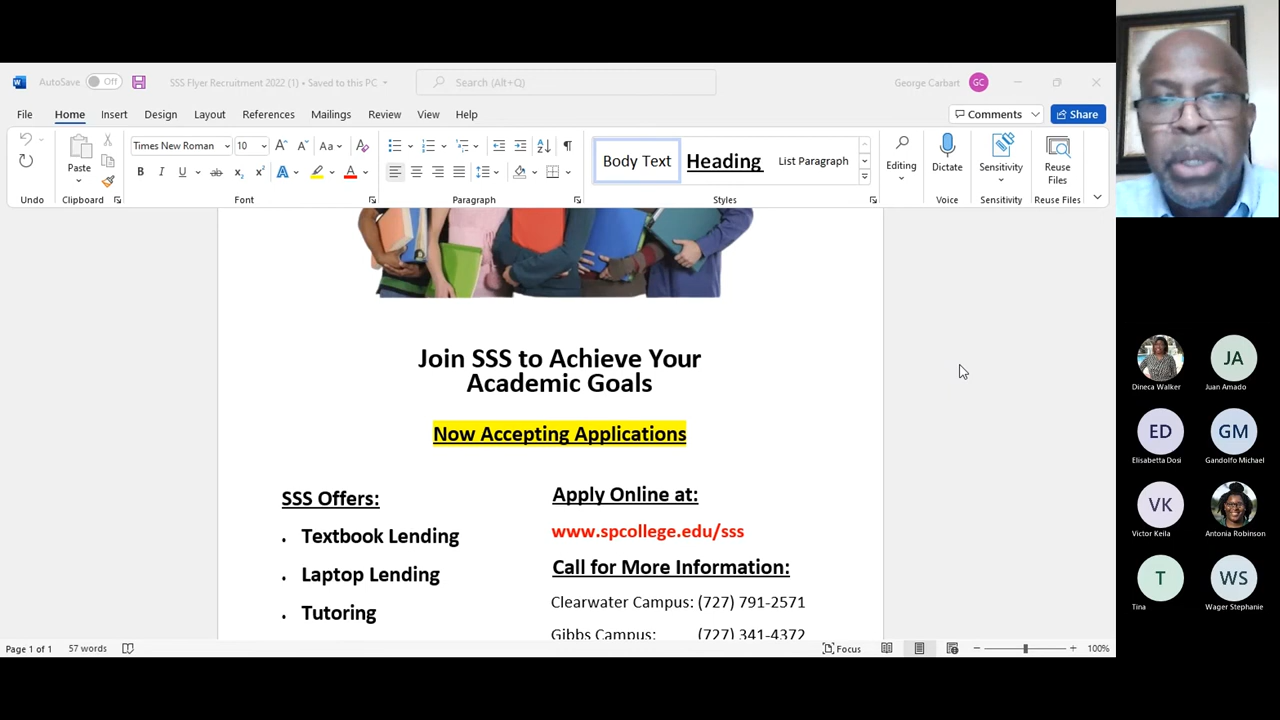 AutoSave Off SSS Flyer Recruitment 2022 (1) • Saved to this PC Search (Alt+Q) George Carbart GC
File Home Insert Design Layout References Mailings Review View Help Comments Share
Times New Roman 10 Aa A A
Paste B I U ab x₂ x² A A
Body Text Heading List Paragraph
Editing Dictate Sensitivity Reuse Files
Undo Clipboard Font Paragraph Styles Voice Sensitivity Reuse Files
Join SSS to Achieve Your
Academic Goals
Now Accepting Applications
SSS Offers:
• Textbook Lending
• Laptop Lending
• Tutoring
Apply Online at:
www.spcollege.edu/sss
Call for More Information:
Clearwater Campus: (727) 791-2571
Gibbs Campus: (727) 341-4372
Page 1 of 1 57 words Focus 100%
JA
Dineca Walker Juan Amado
ED GM
Elisabetta Dosi Gandolfo Michael
VK
Victor Keila Antonia Robinson
T WS
Tina Wager Stephanie